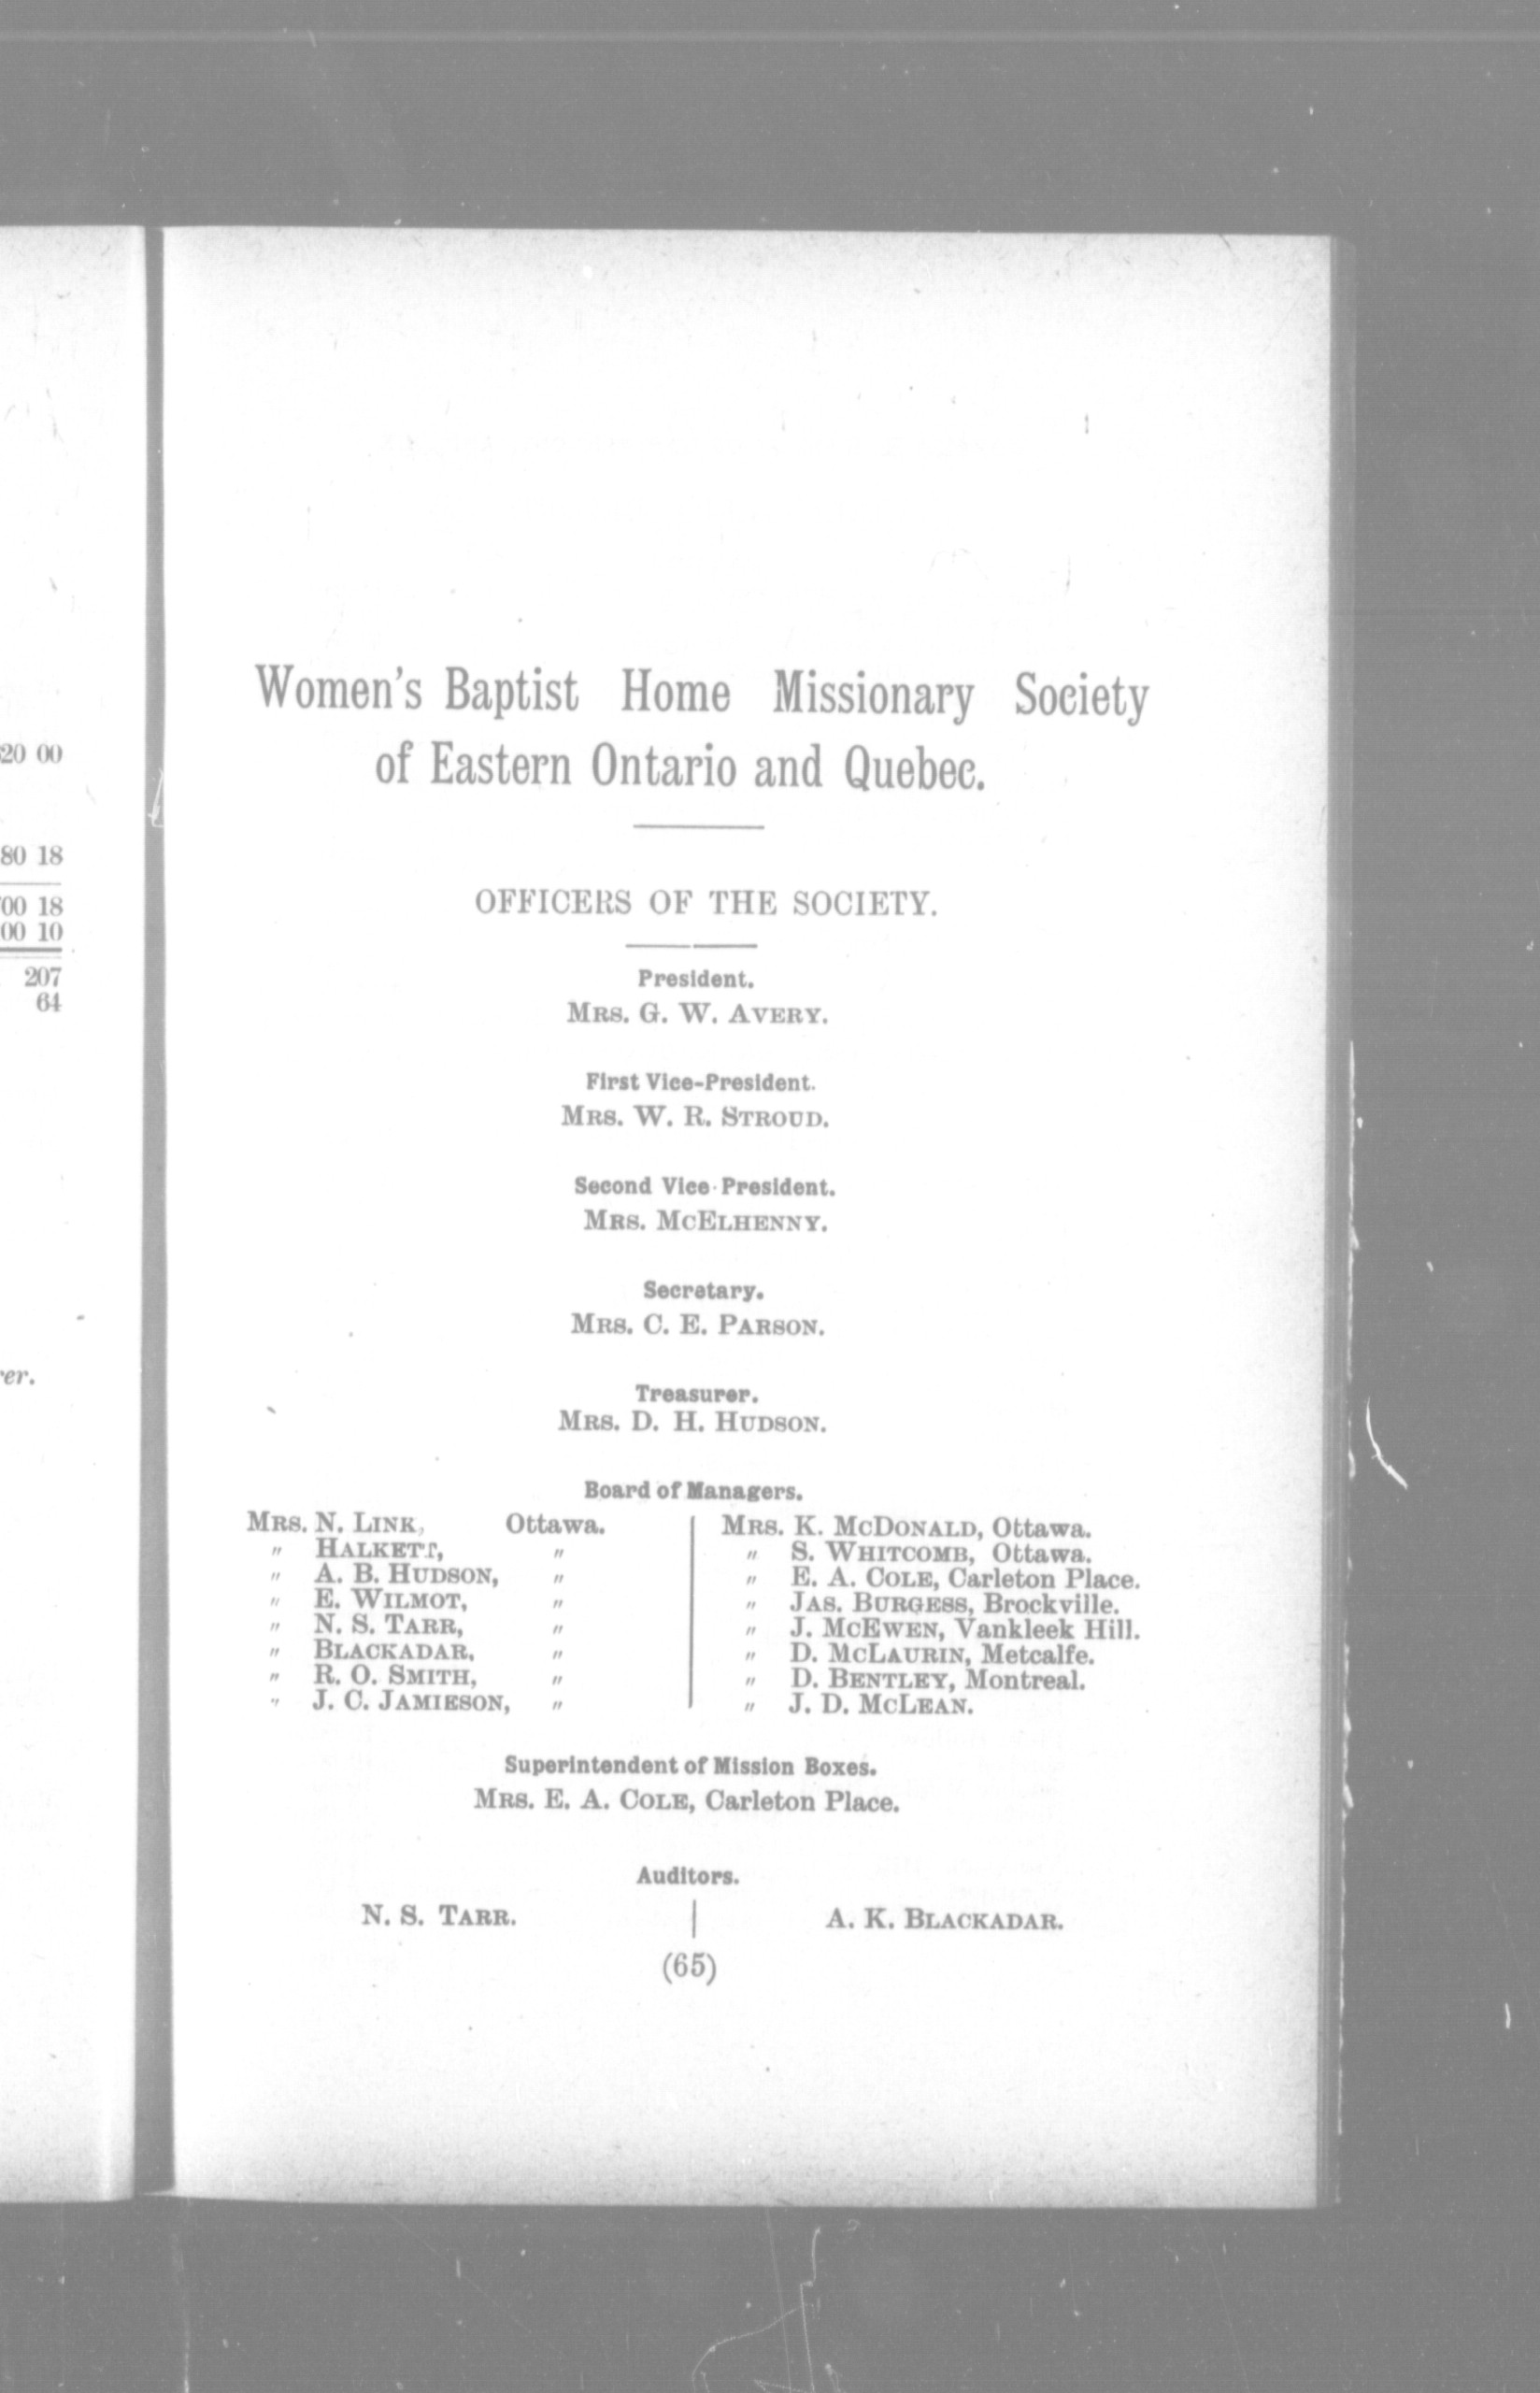 20 00
80 18
00 18
00 10
207
64
er.
Women's Baptist Home Missionary Society
of Eastern Ontario and Quebec.
OFFICERS OF THE SOCIETY.
President.
MRS. G. W. AVERY.
First Vice-President.
MRS. W. R. STROUD.
Second Vice-President.
MRS. MCELHENNY.
Secretary.
MRS. C. E. PARSON.
Treasurer.
MRS. D. H. HUDSON.
Board of Managers.
MRS. N. LINK, Ottawa.
" HALKETT, "
" A. B. HUDSON, "
" E. WILMOT, "
" N. S. TARR, "
" BLACKADAR, "
" R. O. SMITH, "
" J. C. JAMIESON, "
MRS. K. MCDONALD, Ottawa.
" S. WHITCOMB, Ottawa.
" E. A. COLE, Carleton Place.
" JAS. BURGESS, Brockville.
" J. MCEWEN, Vankleek Hill.
" D. MCLAURIN, Metcalfe.
" D. BENTLEY, Montreal.
" J. D. MCLEAN.
Superintendent of Mission Boxes.
MRS. E. A. COLE, Carleton Place.
Auditors.
N. S. TARR. A. K. BLACKADAR.
(65)